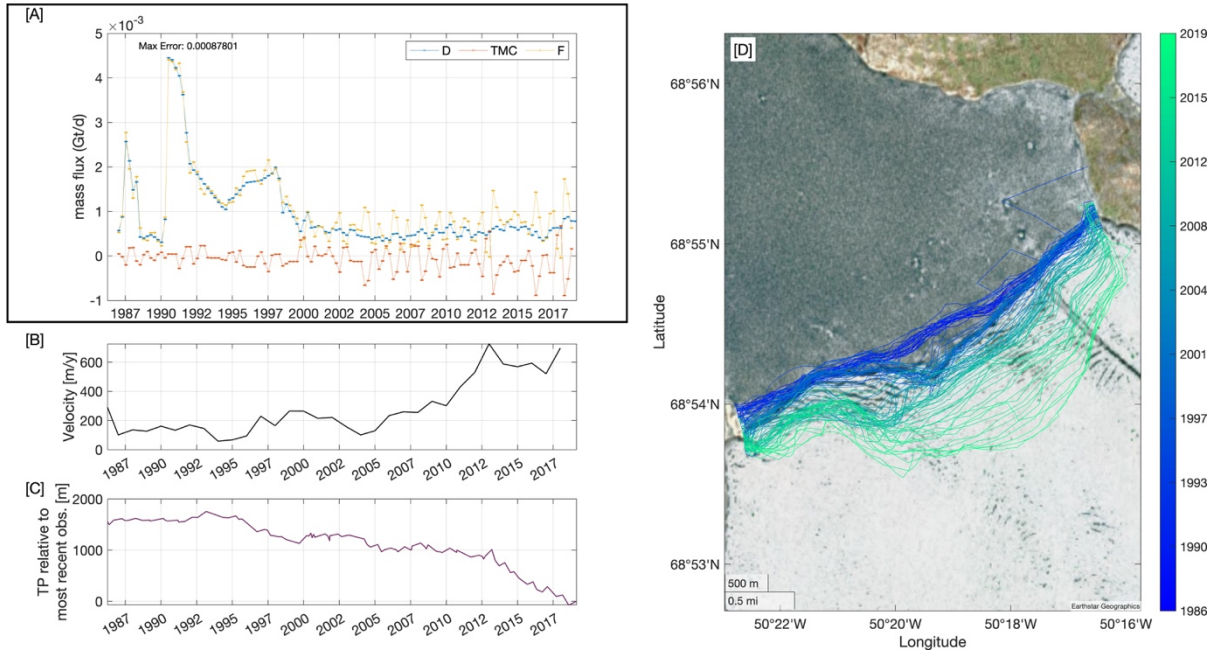 [A]
×10⁻³
Max Error: 0.00087801
D TMC F
5
4
3
2
1
0
-1
mass flux (Gt/d)
1987 1990 1992 1995 1997 2000 2002 2005 2007 2010 2012 2015 2017
[B]
600
400
200
0
Velocity [m/y]
1987 1990 1992 1995 1997 2000 2002 2005 2007 2010 2012 2015 2017
[C]
2000
1000
0
TP relative to
most recent obs. [m]
1987 1990 1992 1995 1997 2000 2002 2005 2007 2010 2012 2015 2017
[D]
68°56'N
68°55'N
68°54'N
68°53'N
Latitude
500 m
0.5 mi
Earthstar Geographics
50°22'W 50°20'W 50°18'W 50°16'W
Longitude
2019
2015
2012
2008
2004
2001
1997
1993
1990
1986